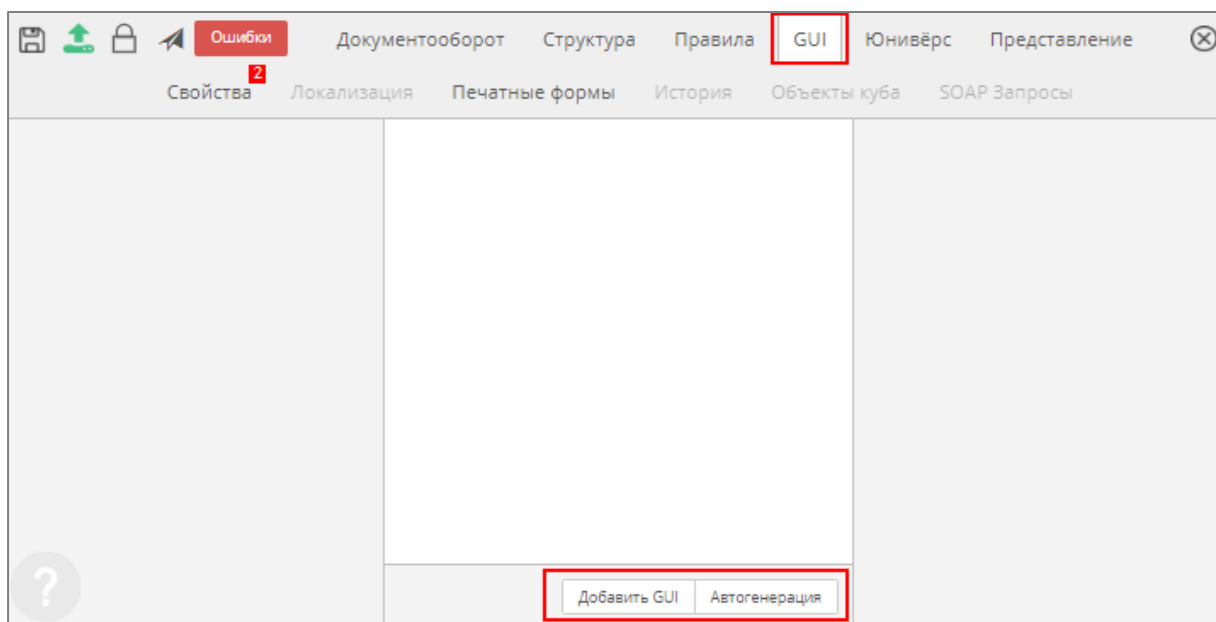 Ошибки Документооборот Структура Правила GUI Юнивёрс Представление
2
Свойства Локализация Печатные формы История Объекты куба SOAP Запросы
?
Добавить GUI Автогенерация